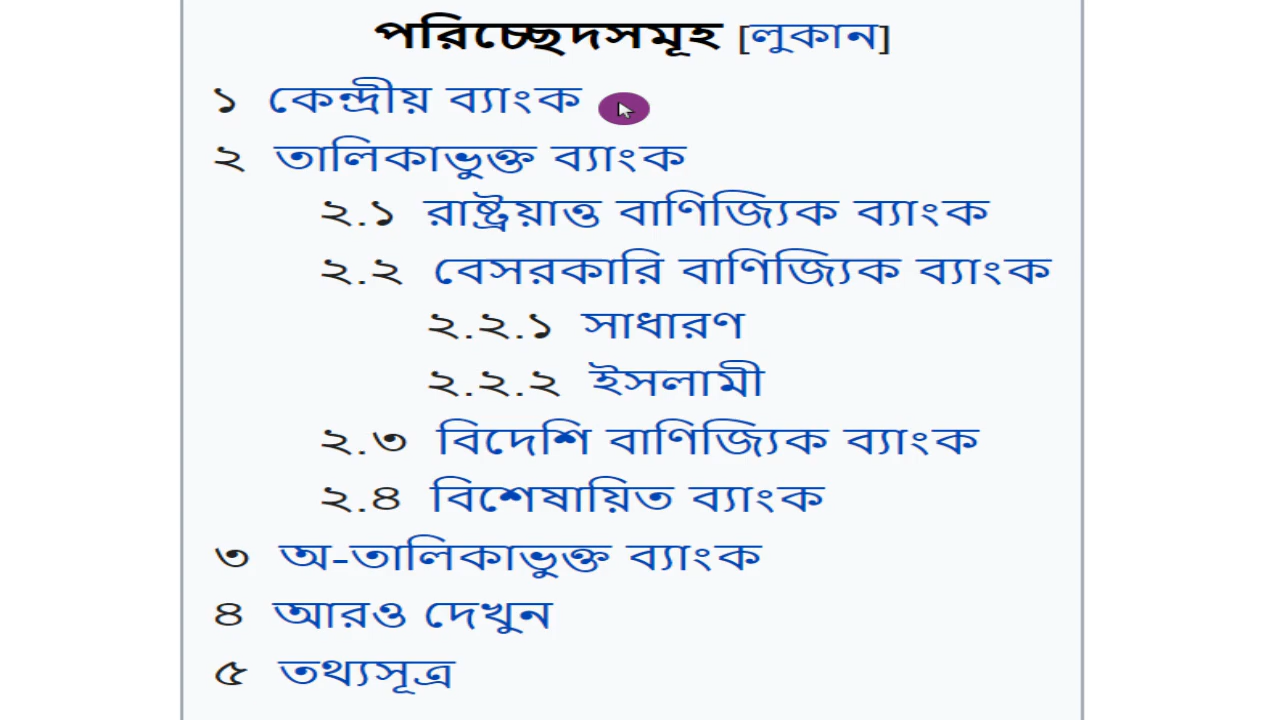 পরিচ্ছেদসমূহ [লুকান]
১ কেন্দ্রীয় ব্যাংক
২ তালিকাভুক্ত ব্যাংক
২.১ রাষ্ট্রয়াত্ত বাণিজ্যিক ব্যাংক
২.২ বেসরকারি বাণিজ্যিক ব্যাংক
২.২.১ সাধারণ
২.২.২ ইসলামী
২.৩ বিদেশি বাণিজ্যিক ব্যাংক
২.৪ বিশেষায়িত ব্যাংক
৩ অ-তালিকাভুক্ত ব্যাংক
৪ আরও দেখুন
৫ তথ্যসূত্র